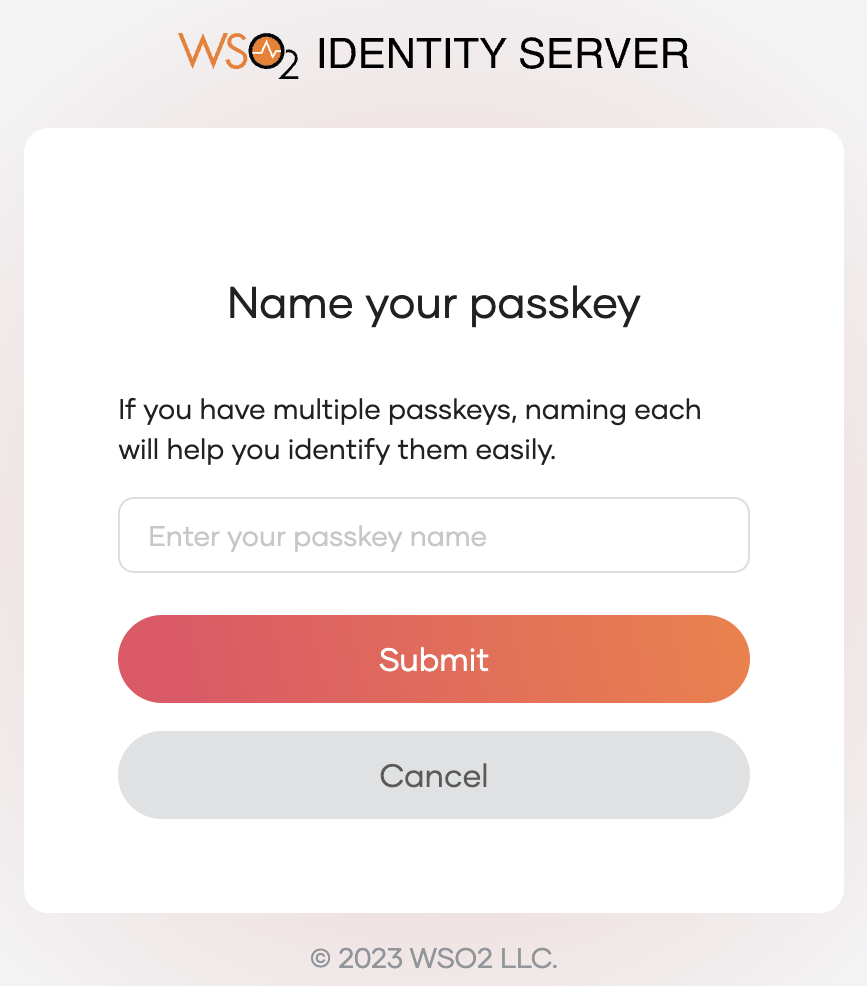 WSO2 IDENTITY SERVER
Name your passkey
If you have multiple passkeys, naming each
will help you identify them easily.
Enter your passkey name
Submit
Cancel
© 2023 WSO2 LLC.